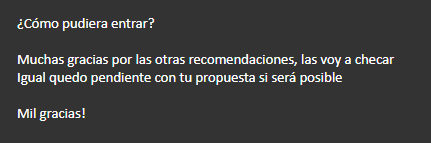 ¿Cómo pudiera entrar?
Muchas gracias por las otras recomendaciones, las voy a checar
Igual quedo pendiente con tu propuesta si será posible
Mil gracias!